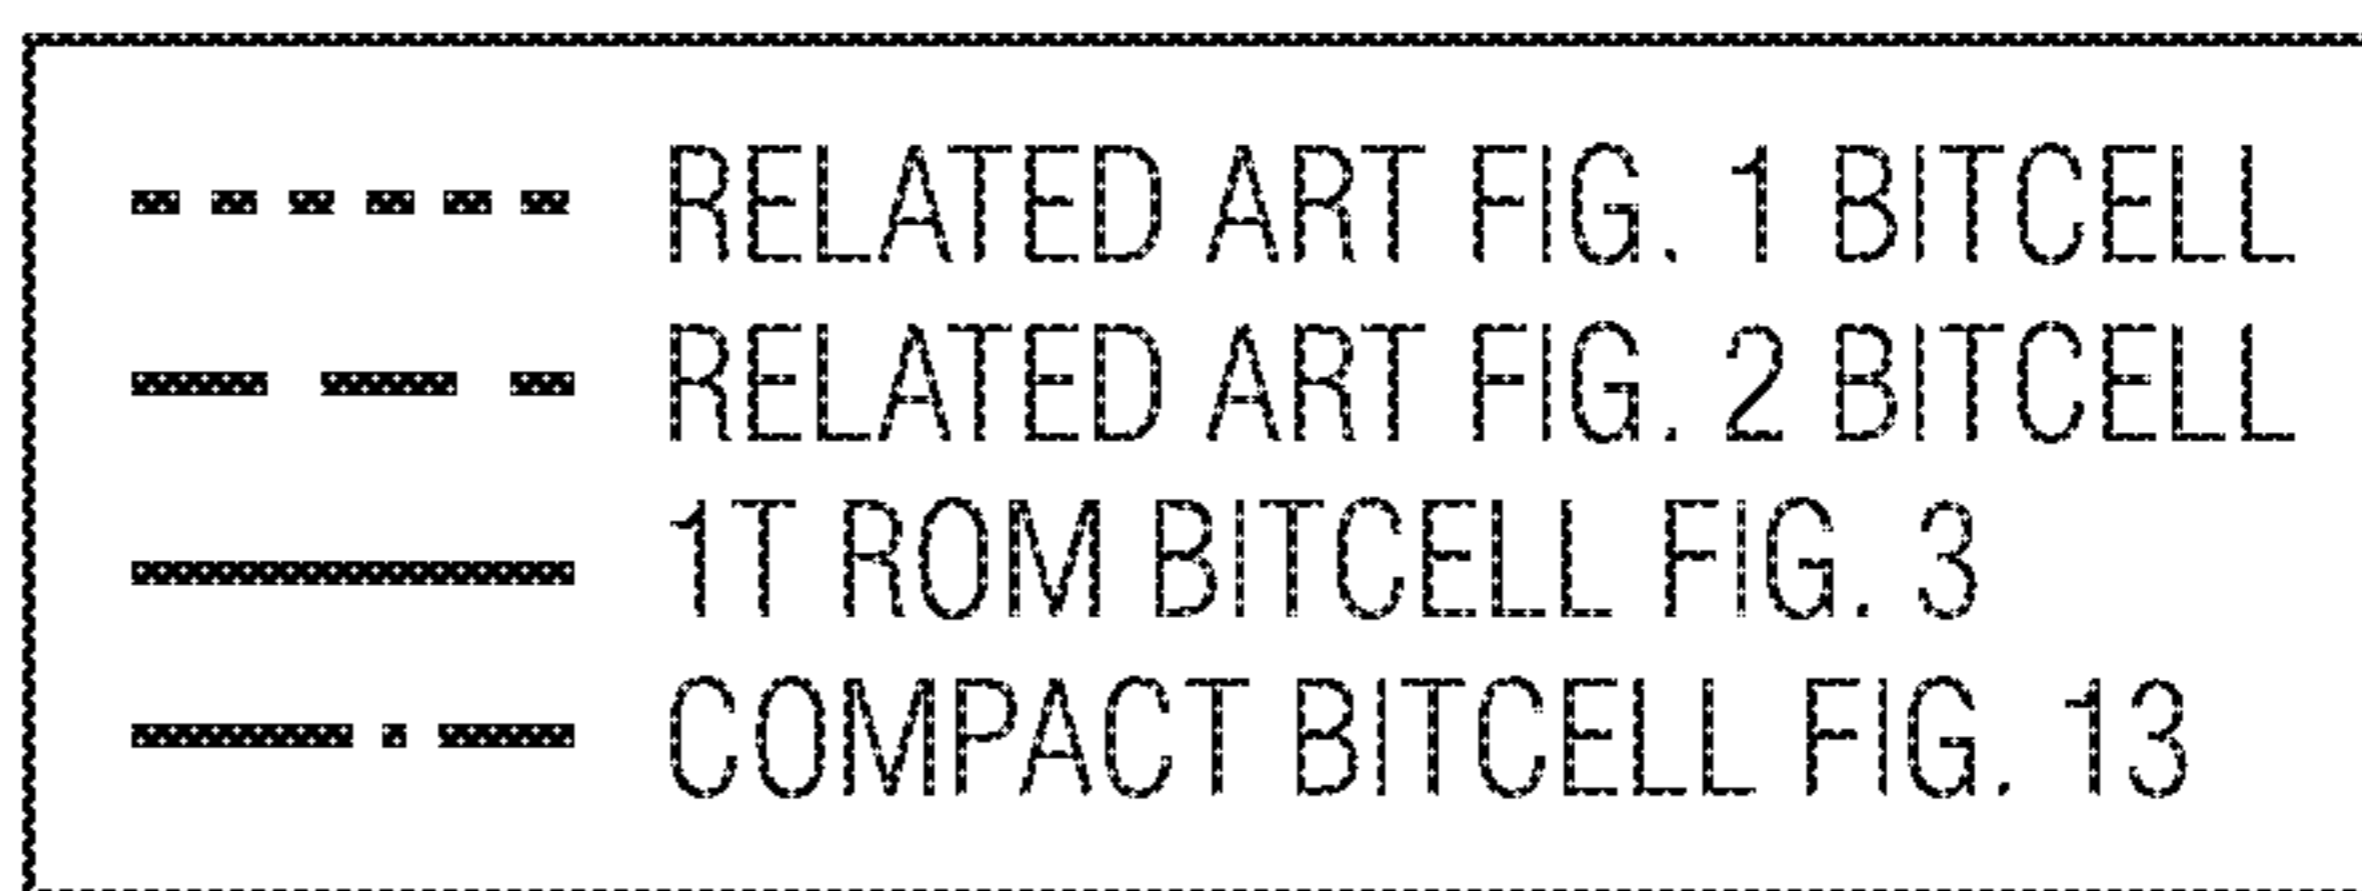 RELATED ART FIG. 1 BITCELL
RELATED ART FIG. 2 BITCELL
1T ROM BITCELL FIG. 3
COMPACT BITCELL FIG. 13